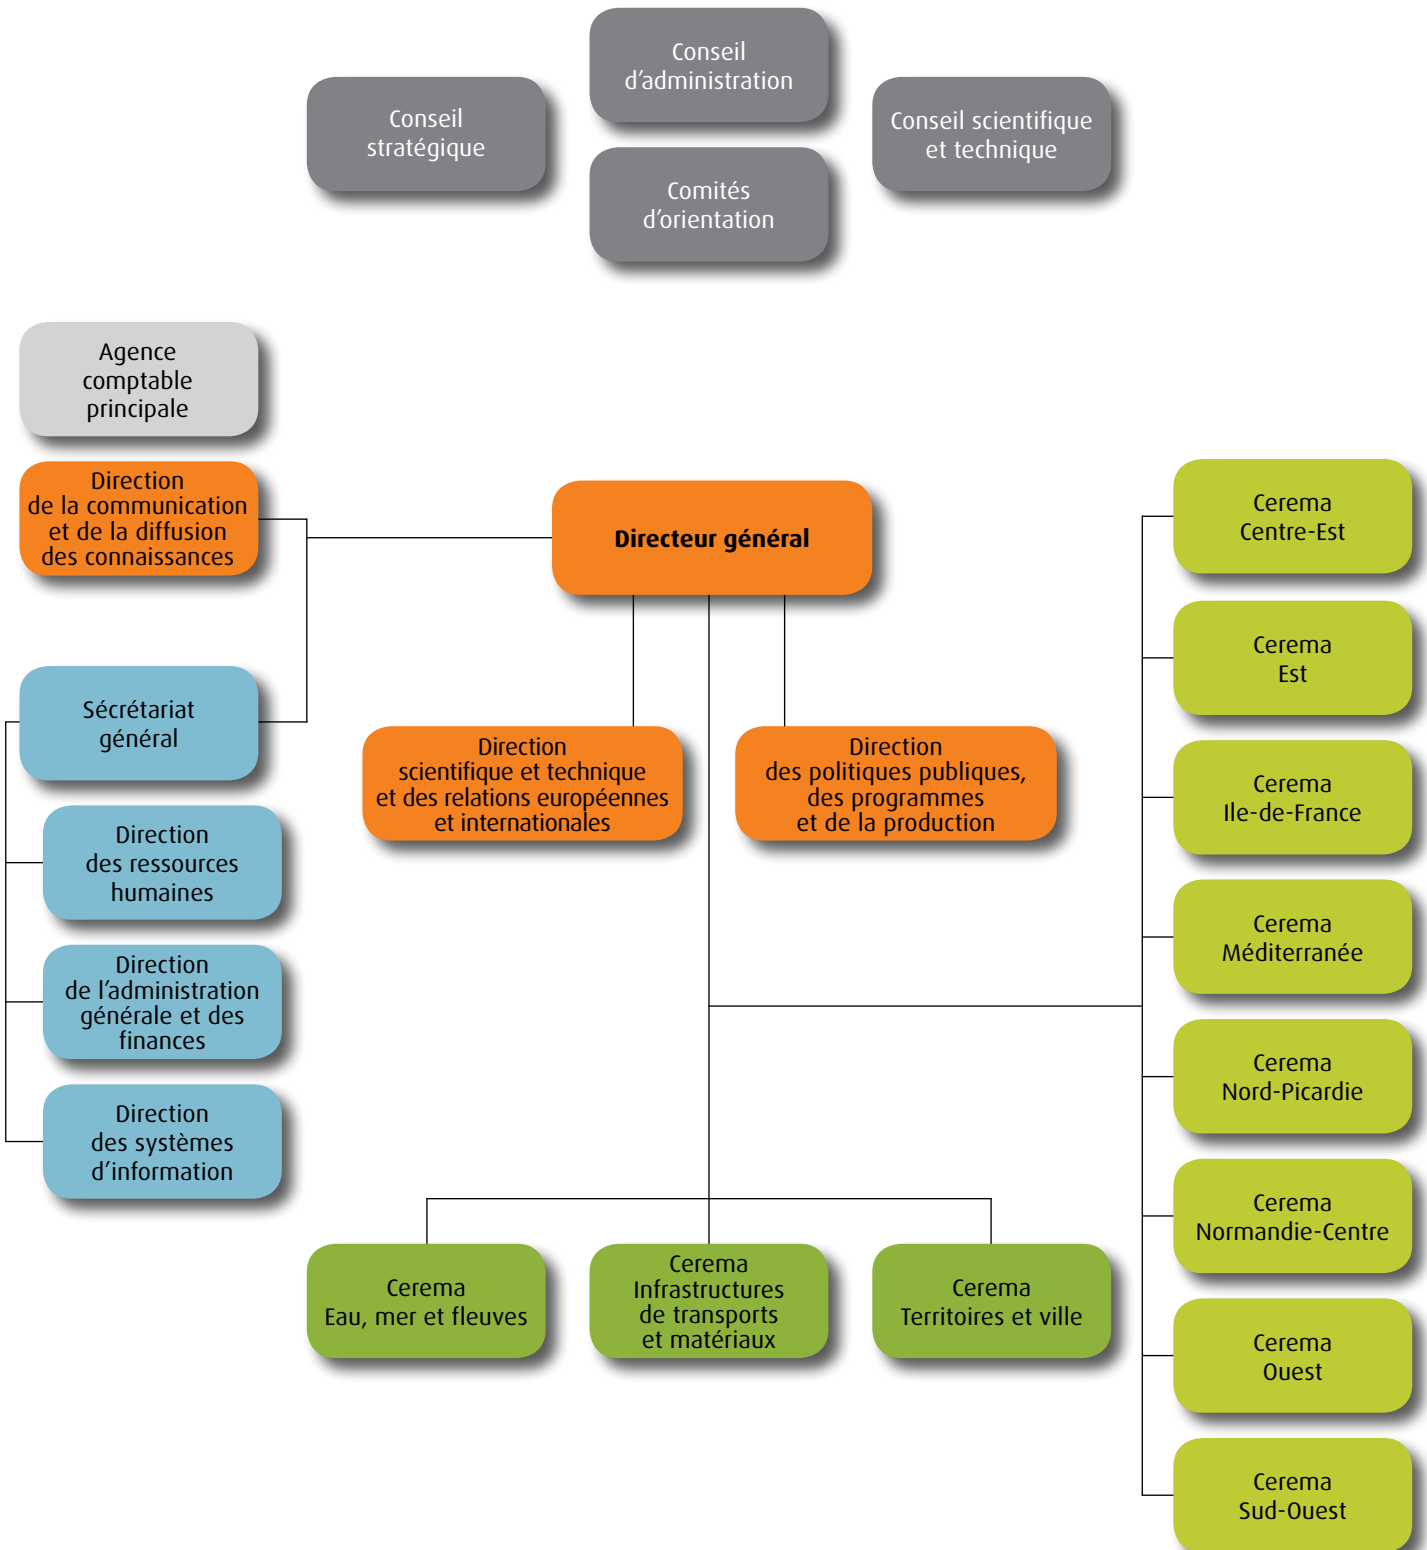 Conseil
d'administration
Conseil
stratégique
Conseil scientifique
et technique
Comités
d'orientation
Agence
comptable
principale
Direction
de la communication
et de la diffusion
des connaissances
Directeur général
Sécrétariat
général
Direction
des ressources
humaines
Direction
de l'administration
générale et des
finances
Direction
des systèmes
d'information
Direction
scientifique et technique
et des relations européennes
et internationales
Direction
des politiques publiques,
des programmes
et de la production
Cerema
Eau, mer et fleuves
Cerema
Infrastructures
de transports
et matériaux
Cerema
Territoires et ville
Cerema
Centre-Est
Cerema
Est
Cerema
Ile-de-France
Cerema
Méditerranée
Cerema
Nord-Picardie
Cerema
Normandie-Centre
Cerema
Ouest
Cerema
Sud-Ouest